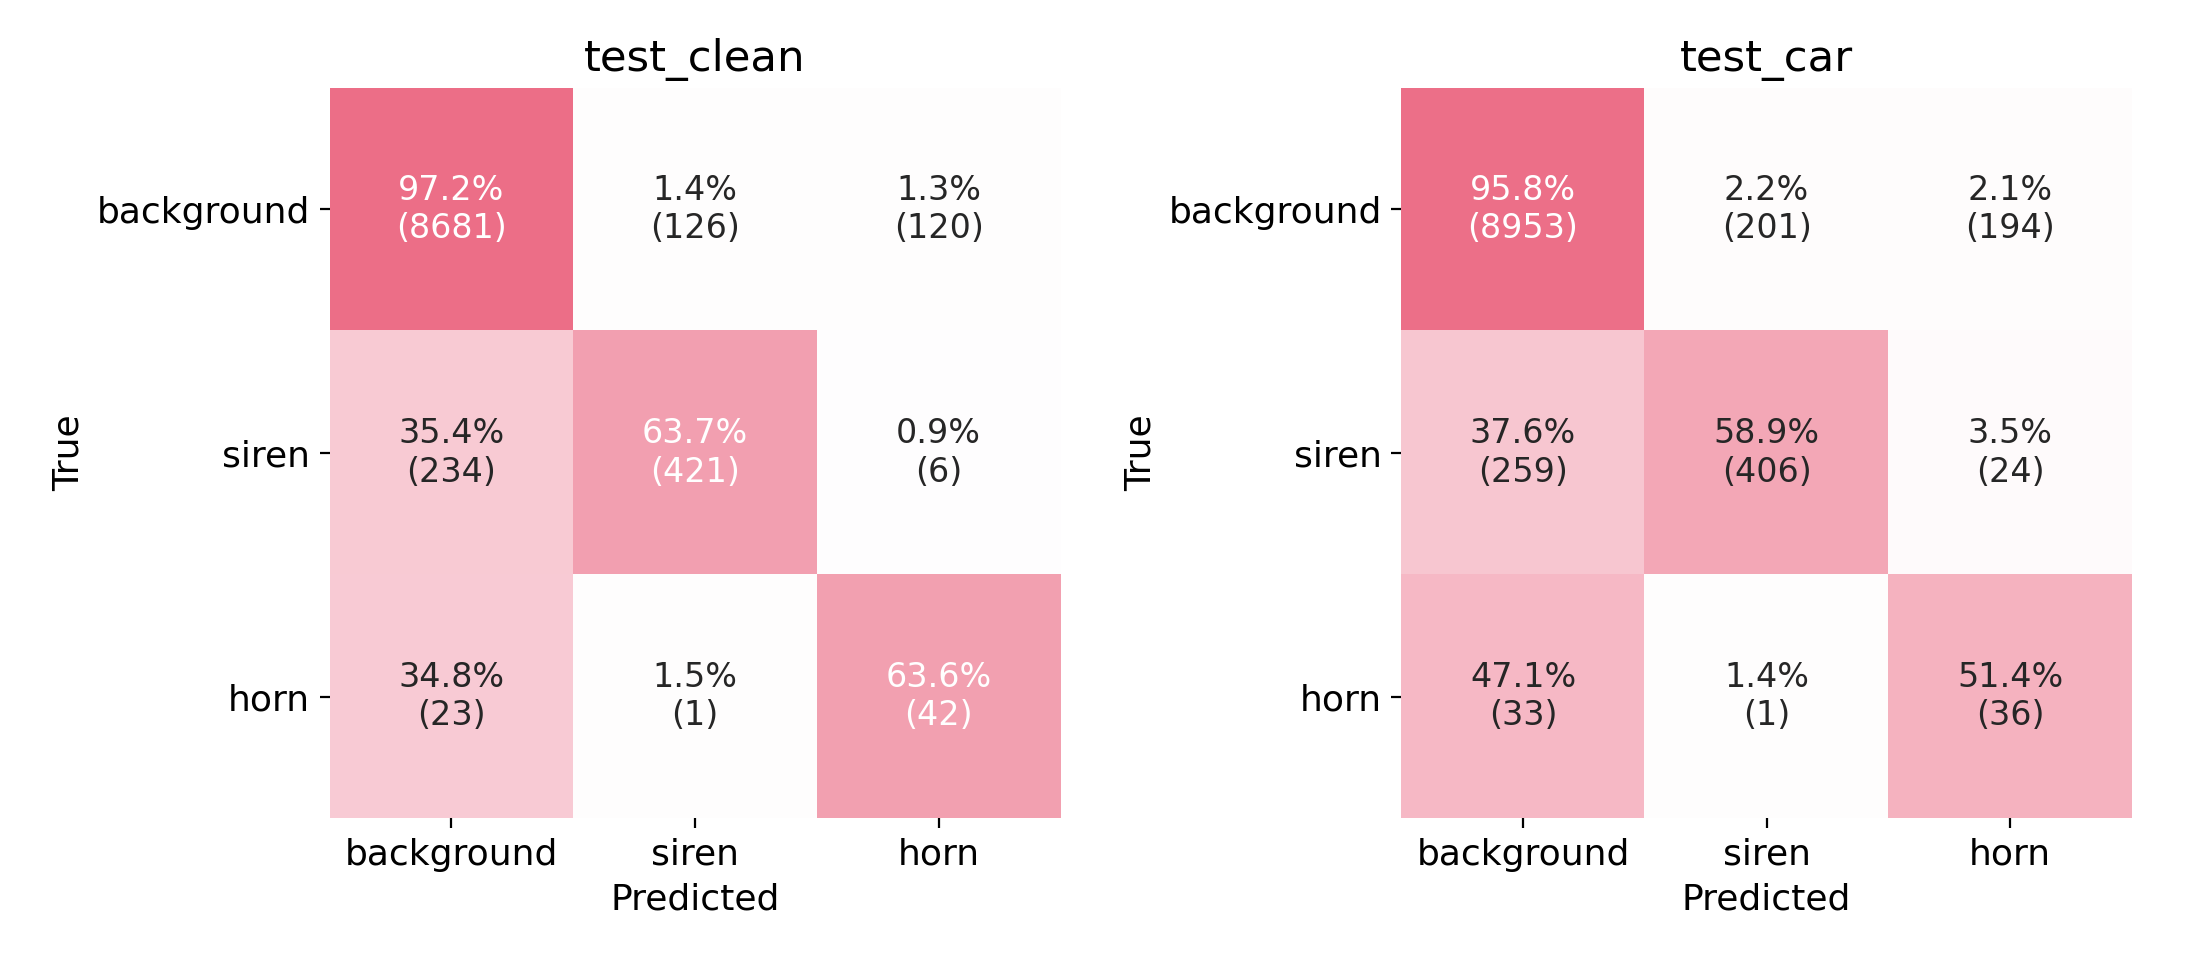 test_clean
background
97.2%
(8681)
1.4%
(126)
1.3%
(120)
siren
35.4%
(234)
63.7%
(421)
0.9%
(6)
horn
34.8%
(23)
1.5%
(1)
63.6%
(42)
True
background
siren
horn
Predicted
test_car
background
95.8%
(8953)
2.2%
(201)
2.1%
(194)
siren
37.6%
(259)
58.9%
(406)
3.5%
(24)
horn
47.1%
(33)
1.4%
(1)
51.4%
(36)
True
background
siren
horn
Predicted